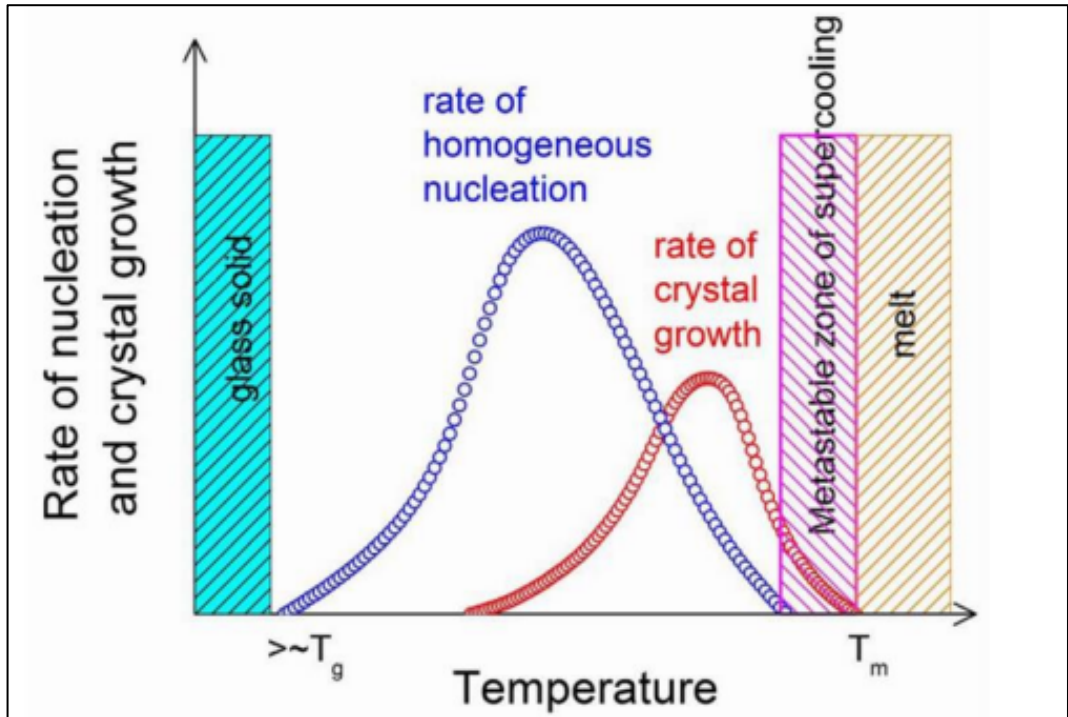 Rate of nucleation
and crystal growth
glass solid
rate of
homogeneous
nucleation
rate of
crystal
growth
Metastable zone of supercooling
melt
>~Tg
Tm
Temperature